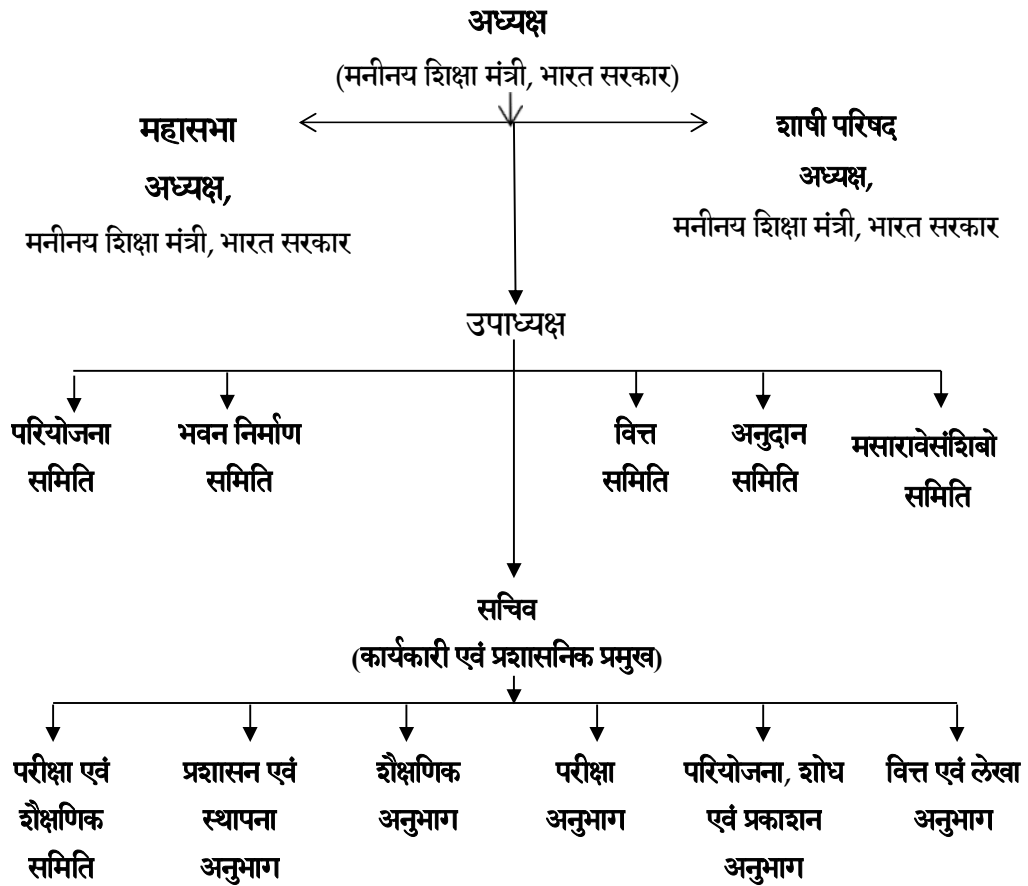 अध्यक्ष
(मनीनय शिक्षा मंत्री, भारत सरकार)
महासभा
अध्यक्ष,
मनीनय शिक्षा मंत्री, भारत सरकार
शाषी परिषद
अध्यक्ष,
मनीनय शिक्षा मंत्री, भारत सरकार
उपाध्यक्ष
परियोजना
समिति
भवन निर्माण
समिति
वित्त
समिति
अनुदान
समिति
मसारावेसंशिबो
समिति
सचिव
(कार्यकारी एवं प्रशासनिक प्रमुख)
परीक्षा एवं
शैक्षणिक
समिति
प्रशासन एवं
स्थापना
अनुभाग
शैक्षणिक
अनुभाग
परीक्षा
अनुभाग
परियोजना, शोध
एवं प्रकाशन
अनुभाग
वित्त एवं लेखा
अनुभाग